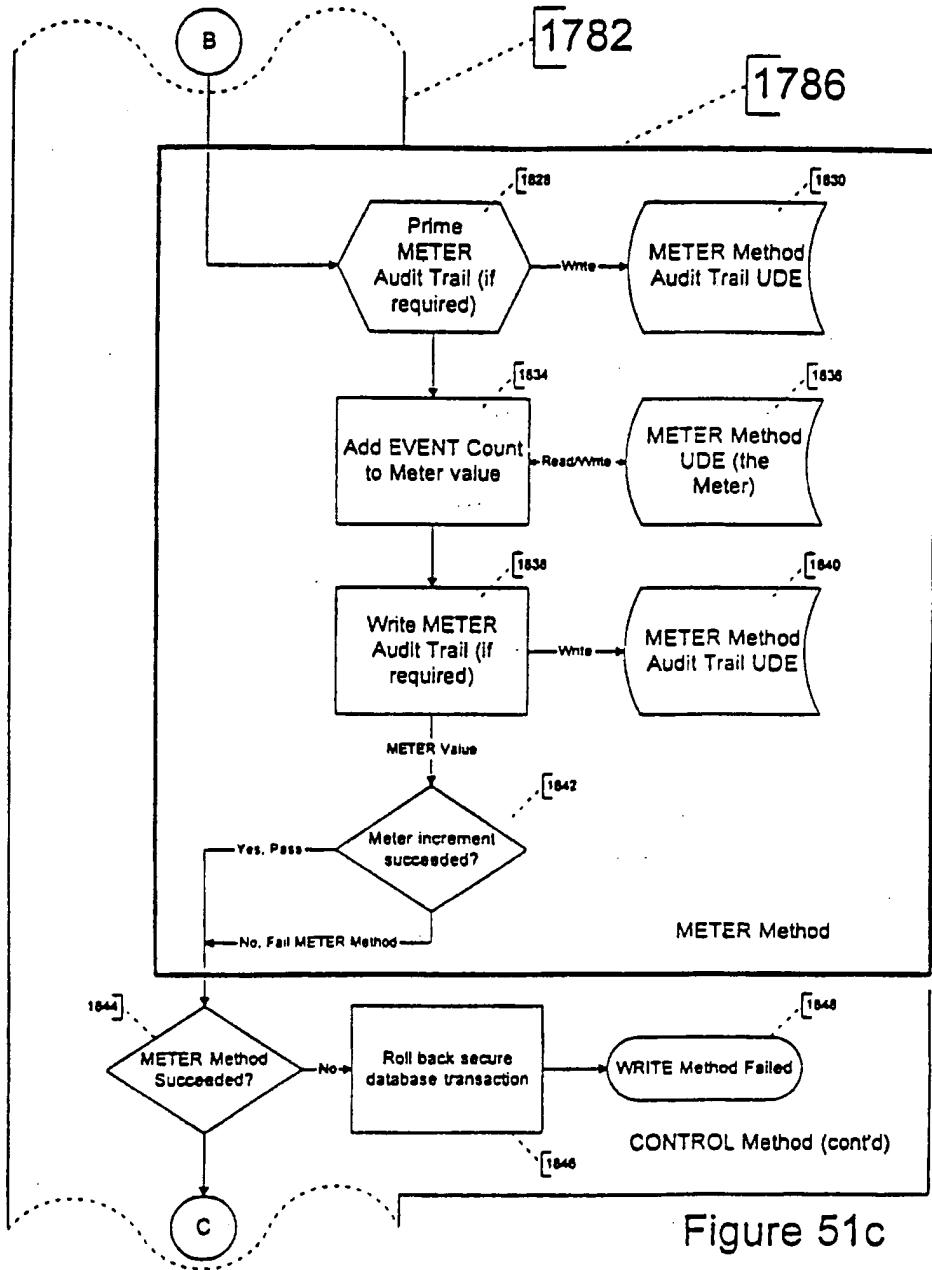 B
1782
1786
1828
Prime
METER
Audit Trail (if
required)
Write
1830
METER Method
Audit Trail UDE
1834
Add EVENT Count
to Meter value
Read/Write
1836
METER Method
UDE (the
Meter)
1838
Write METER
Audit Trail (if
required)
Write
1840
METER Method
Audit Trail UDE
METER Value
1842
Meter increment
succeeded?
Yes, Pass
No, Fail METER Method
METER Method
1844
METER Method
Succeeded?
No
Roll back secure
database transaction
1846
1848
WRITE Method Failed
CONTROL Method (cont'd)
C
Figure 51c